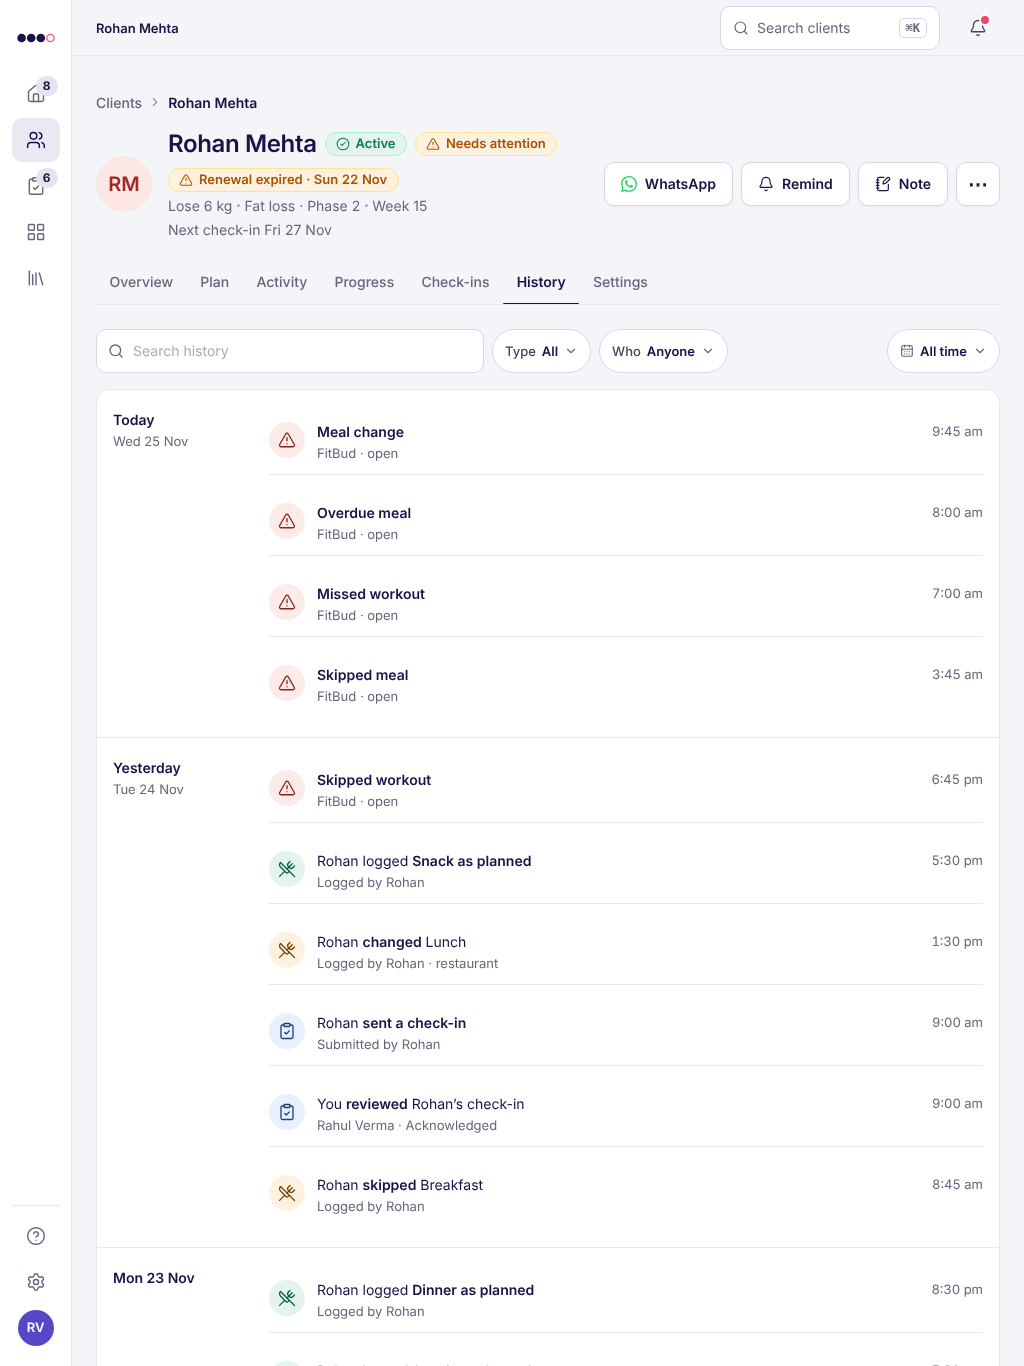 Rohan Mehta
Search clients
⌘K
8
6
Clients
Rohan Mehta
RM
Rohan Mehta
Active
Needs attention
Renewal expired · Sun 22 Nov
Lose 6 kg · Fat loss · Phase 2 · Week 15
Next check-in Fri 27 Nov
WhatsApp
Remind
Note
Overview
Plan
Activity
Progress
Check-ins
History
Settings
Search history
Type All
Who Anyone
All time
Today
Wed 25 Nov
Meal change
9:45 am
FitBud · open
Overdue meal
8:00 am
FitBud · open
Missed workout
7:00 am
FitBud · open
Skipped meal
3:45 am
FitBud · open
Yesterday
Tue 24 Nov
Skipped workout
6:45 pm
FitBud · open
Rohan logged Snack as planned
5:30 pm
Logged by Rohan
Rohan changed Lunch
1:30 pm
Logged by Rohan · restaurant
Rohan sent a check-in
9:00 am
Submitted by Rohan
You reviewed Rohan’s check-in
9:00 am
Rahul Verma · Acknowledged
Rohan skipped Breakfast
8:45 am
Logged by Rohan
Mon 23 Nov
Rohan logged Dinner as planned
8:30 pm
Logged by Rohan
RV